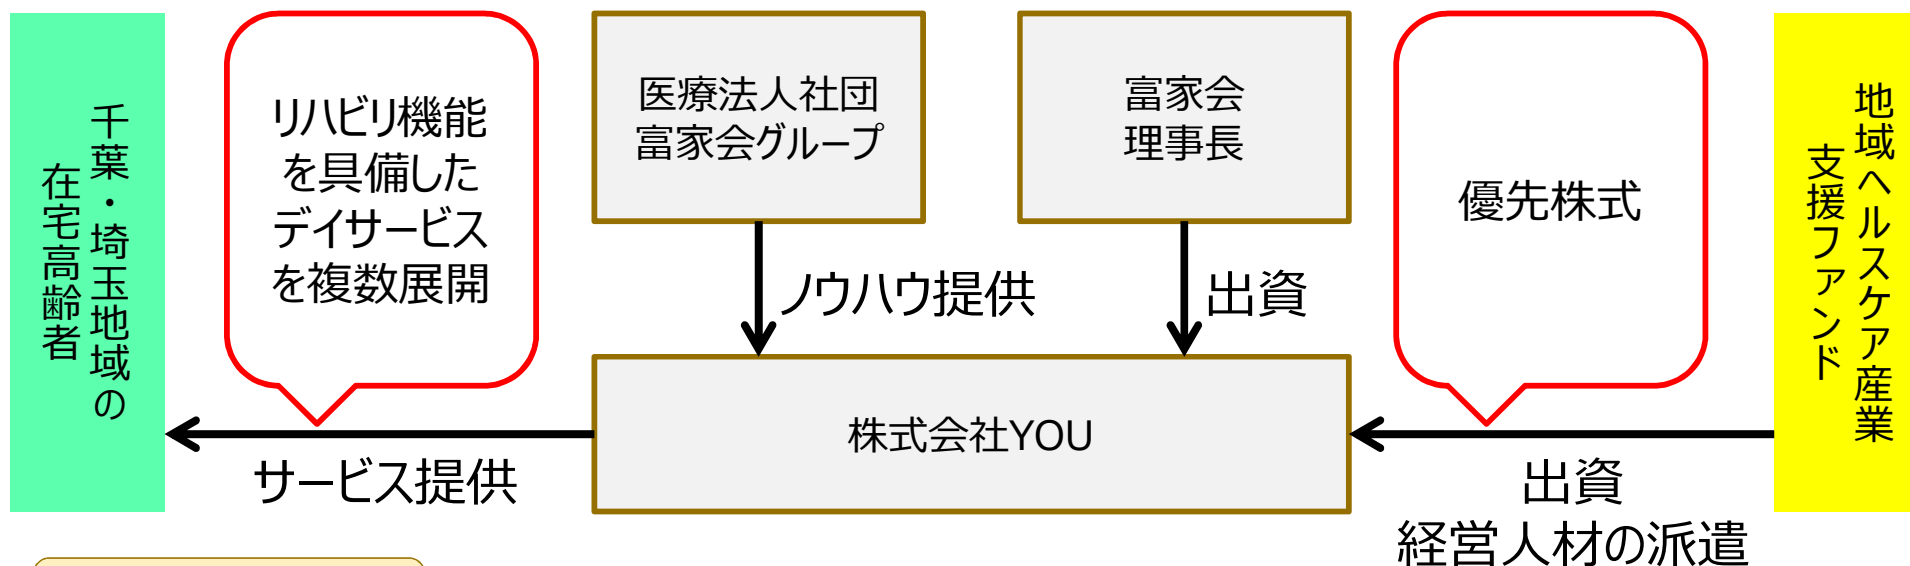 千葉・埼玉地域の
在宅高齢者
リハビリ機能
を具備した
デイサービス
を複数展開
医療法人社団
富家会グループ
富家会
理事長
優先株式
地域ヘルスケア産業
支援ファンド
ノウハウ提供
出資
株式会社YOU
サービス提供
出資
経営人材の派遣